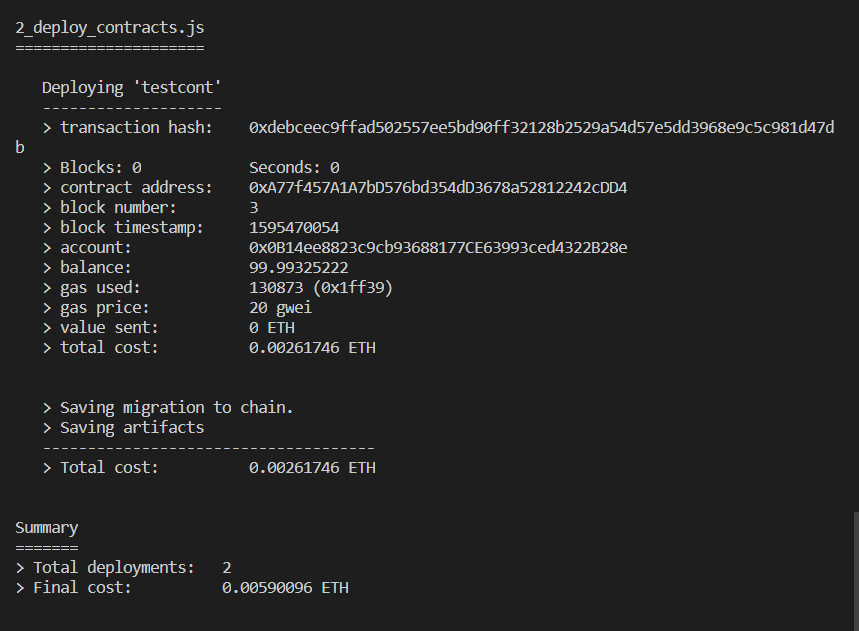 2_deploy_contracts.js
=====================
Deploying 'testcont'
--------------------
> transaction hash:    0xdebceec9ffad502557ee5bd90ff32128b2529a54d57e5dd3968e9c5c981d47d
b
> Blocks: 0            Seconds: 0
> contract address:    0xA77f457A1A7bD576bd354dD3678a52812242cDD4
> block number:        3
> block timestamp:     1595470054
> account:             0x0B14ee8823c9cb93688177CE63993ced4322B28e
> balance:             99.99325222
> gas used:            130873 (0x1ff39)
> gas price:           20 gwei
> value sent:          0 ETH
> total cost:          0.00261746 ETH
> Saving migration to chain.
> Saving artifacts
-------------------------------------
> Total cost:          0.00261746 ETH
Summary
=======
> Total deployments:   2
> Final cost:          0.00590096 ETH